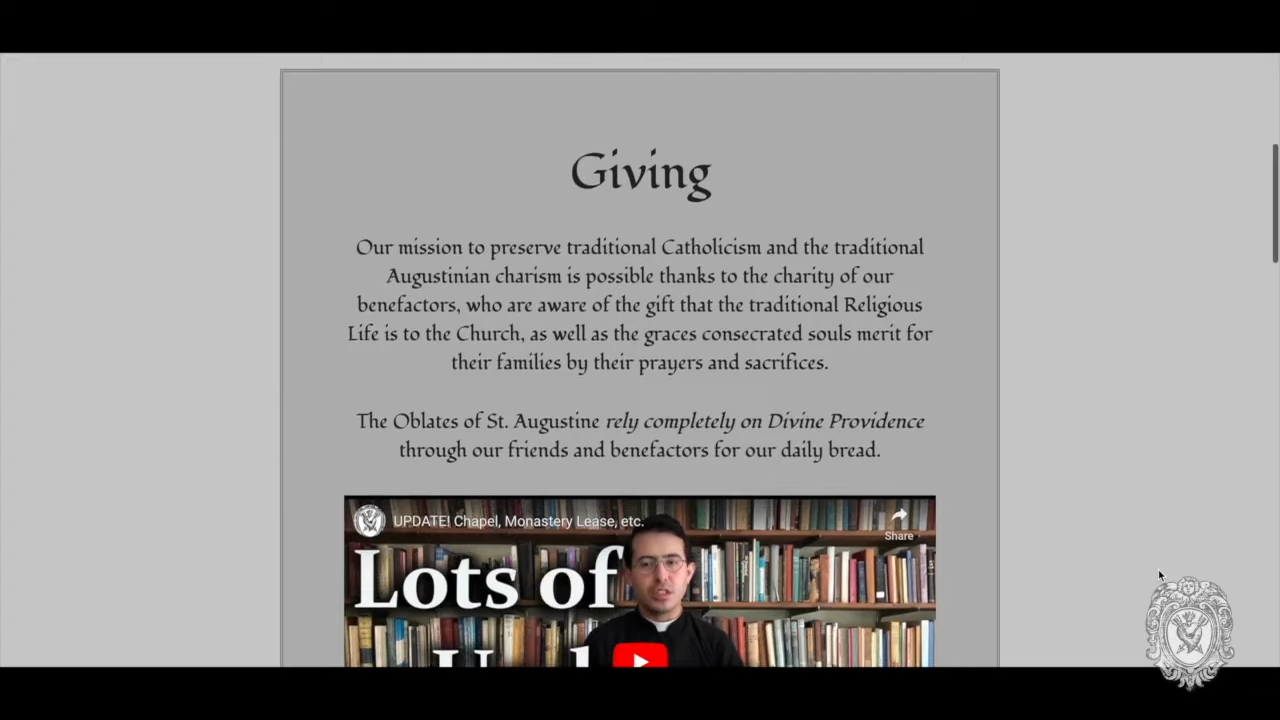 Giving
Our mission to preserve traditional Catholicism and the traditional
Augustinian charism is possible thanks to the charity of our
benefactors, who are aware of the gift that the traditional Religious
Life is to the Church, as well as the graces consecrated souls merit for
their families by their prayers and sacrifices.
The Oblates of St. Augustine rely completely on Divine Providence
through our friends and benefactors for our daily bread.
UPDATE! Chapel, Monastery Lease, etc.
Share
Lots of